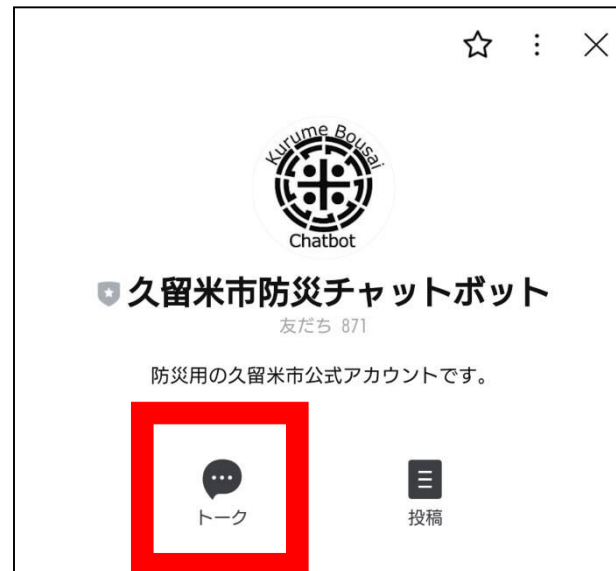 Kurume Bousai
Chatbot
久留米市防災チャットボット
友だち 871
防災用の久留米市公式アカウントです。
トーク
投稿